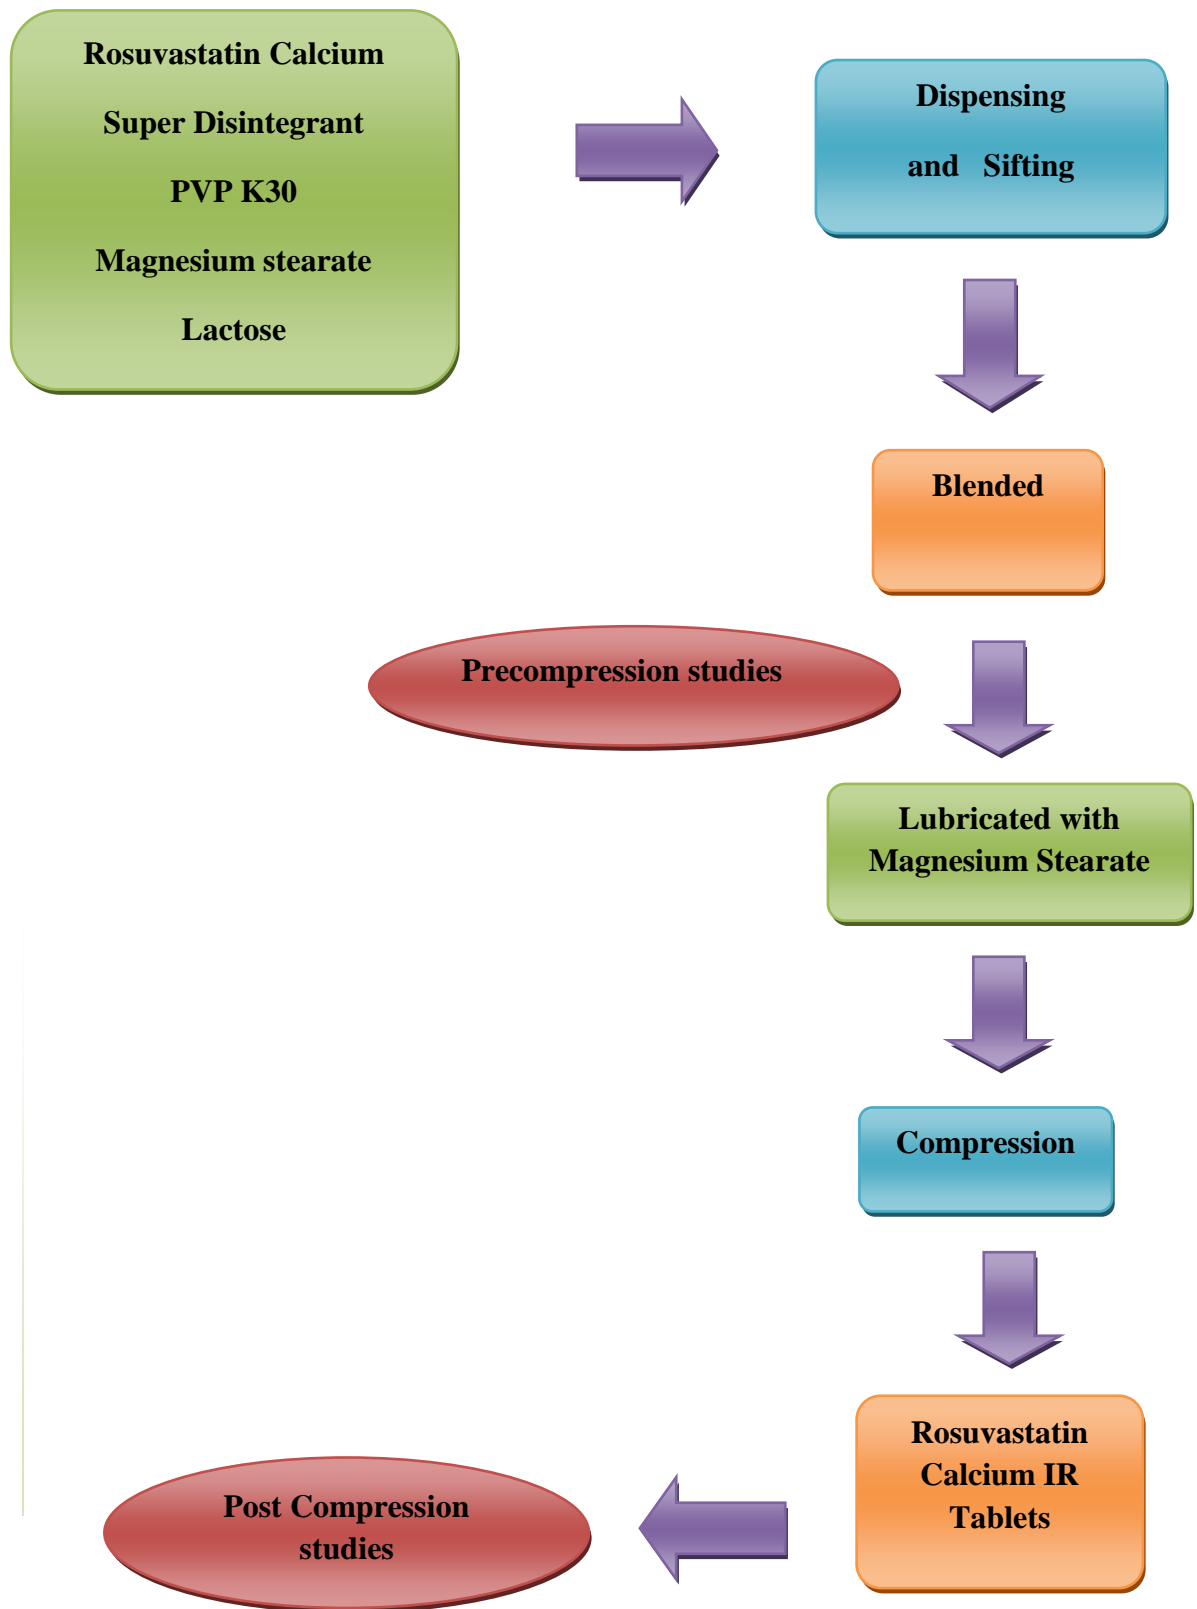 Rosuvastatin Calcium
Super Disintegrant
PVP K30
Magnesium stearate
Lactose
Dispensing
and Sifting
Blended
Precompression studies
Lubricated with
Magnesium Stearate
Compression
Rosuvastatin
Calcium IR
Tablets
Post Compression
studies